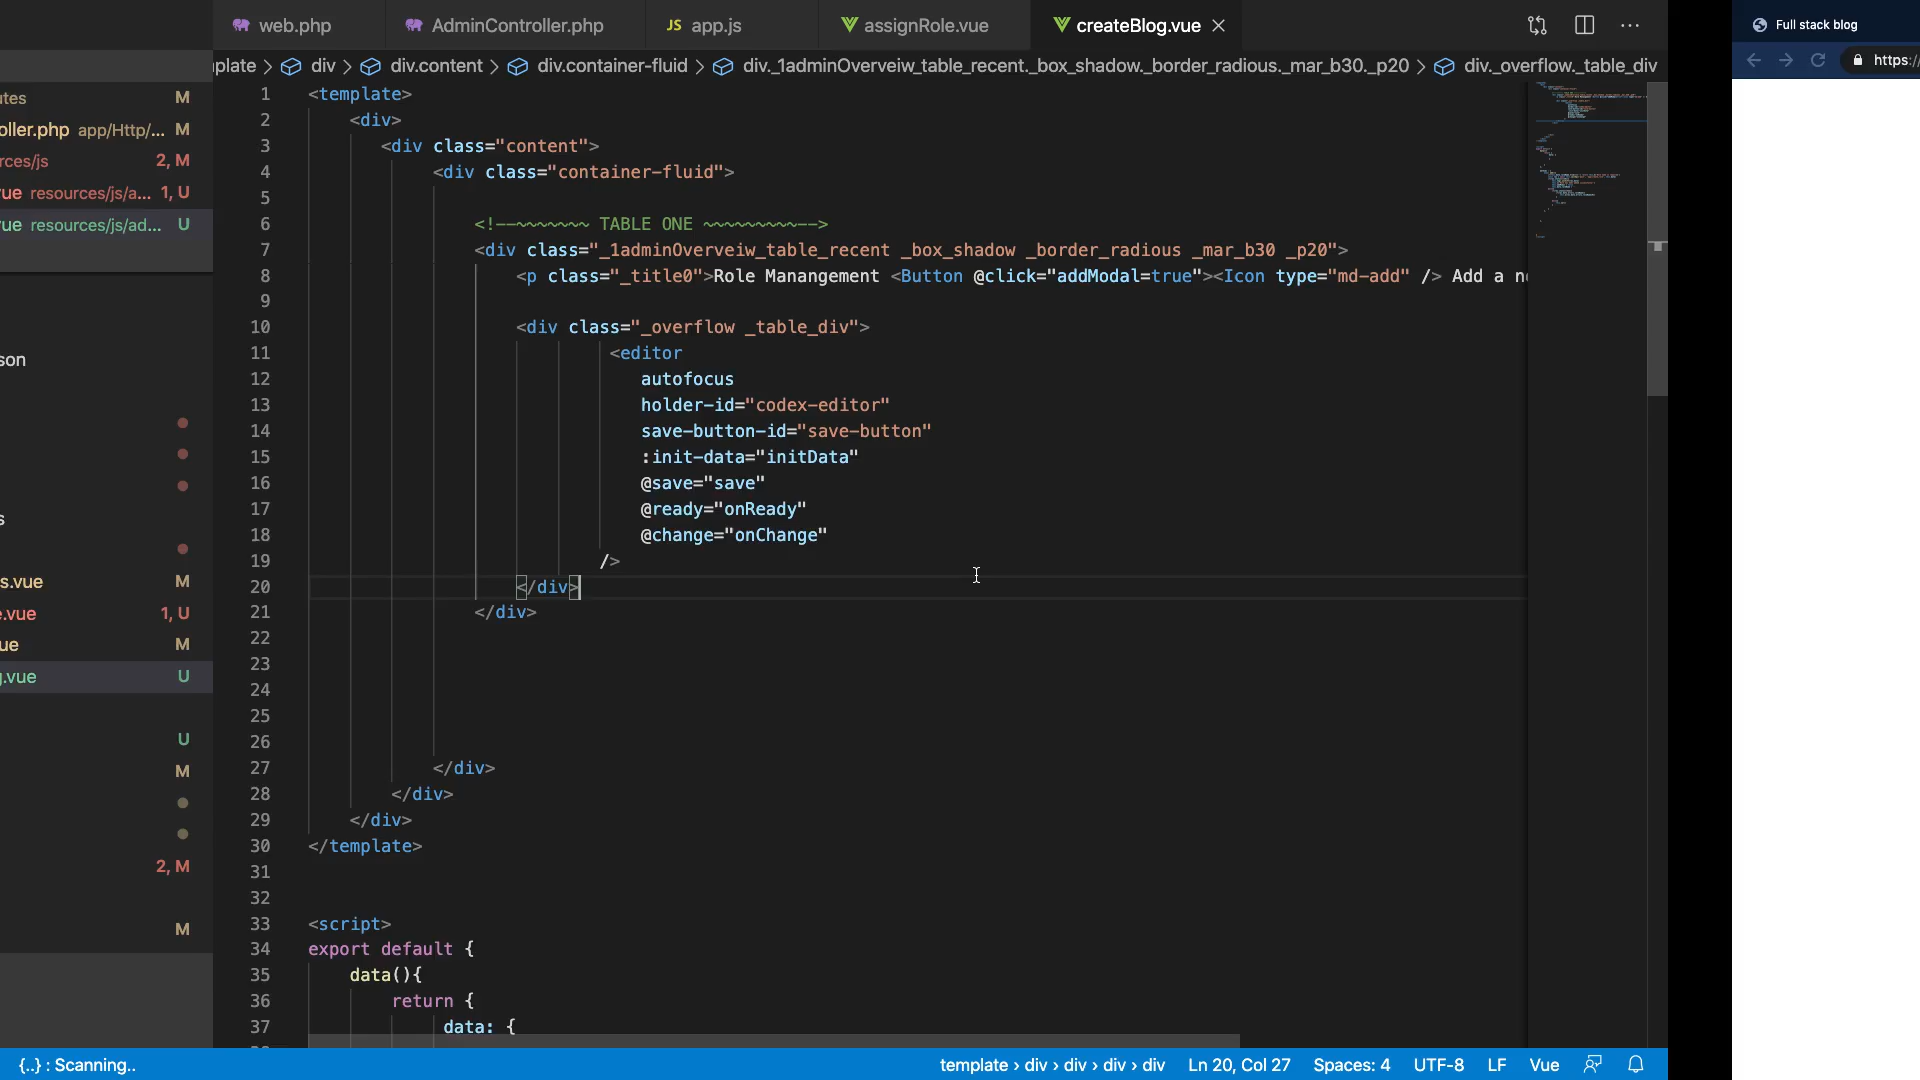 web.php
AdminController.php
JS app.js
assignRole.vue
createBlog.vue
Full stack blog
https:/
plate > div > div.content > div.container-fluid > div._1adminOverveiw_table_recent._box_shadow._border_radious._mar_b30._p20 > div._overflow._table_div
utes M
oller.php app/Http/... M
rces/js 2, M
vue resources/js/a... 1, U
vue resources/js/ad... U
son
s
s.vue M
e.vue 1, U
ue M
g.vue U
U
M
2, M
M
1 <template>
2 <div>
3 <div class="content">
4 <div class="container-fluid">
5
6 <!--~~~~~~~ TABLE ONE ~~~~~~~~~-->
7 <div class="_1adminOverveiw_table_recent _box_shadow _border_radious _mar_b30 _p20">
8 <p class="_title0">Role Manangement <Button @click="addModal=true"><Icon type="md-add" /> Add a n
9
10 <div class="_overflow _table_div">
11 <editor
12 autofocus
13 holder-id="codex-editor"
14 save-button-id="save-button"
15 :init-data="initData"
16 @save="save"
17 @ready="onReady"
18 @change="onChange"
19 />
20 </div>
21 </div>
22
23
24
25
26
27 </div>
28 </div>
29 </div>
30 </template>
31
32
33 <script>
34 export default {
35 data(){
36 return {
37 data: {
{..} : Scanning..
template › div › div › div › div
Ln 20, Col 27
Spaces: 4
UTF-8
LF
Vue